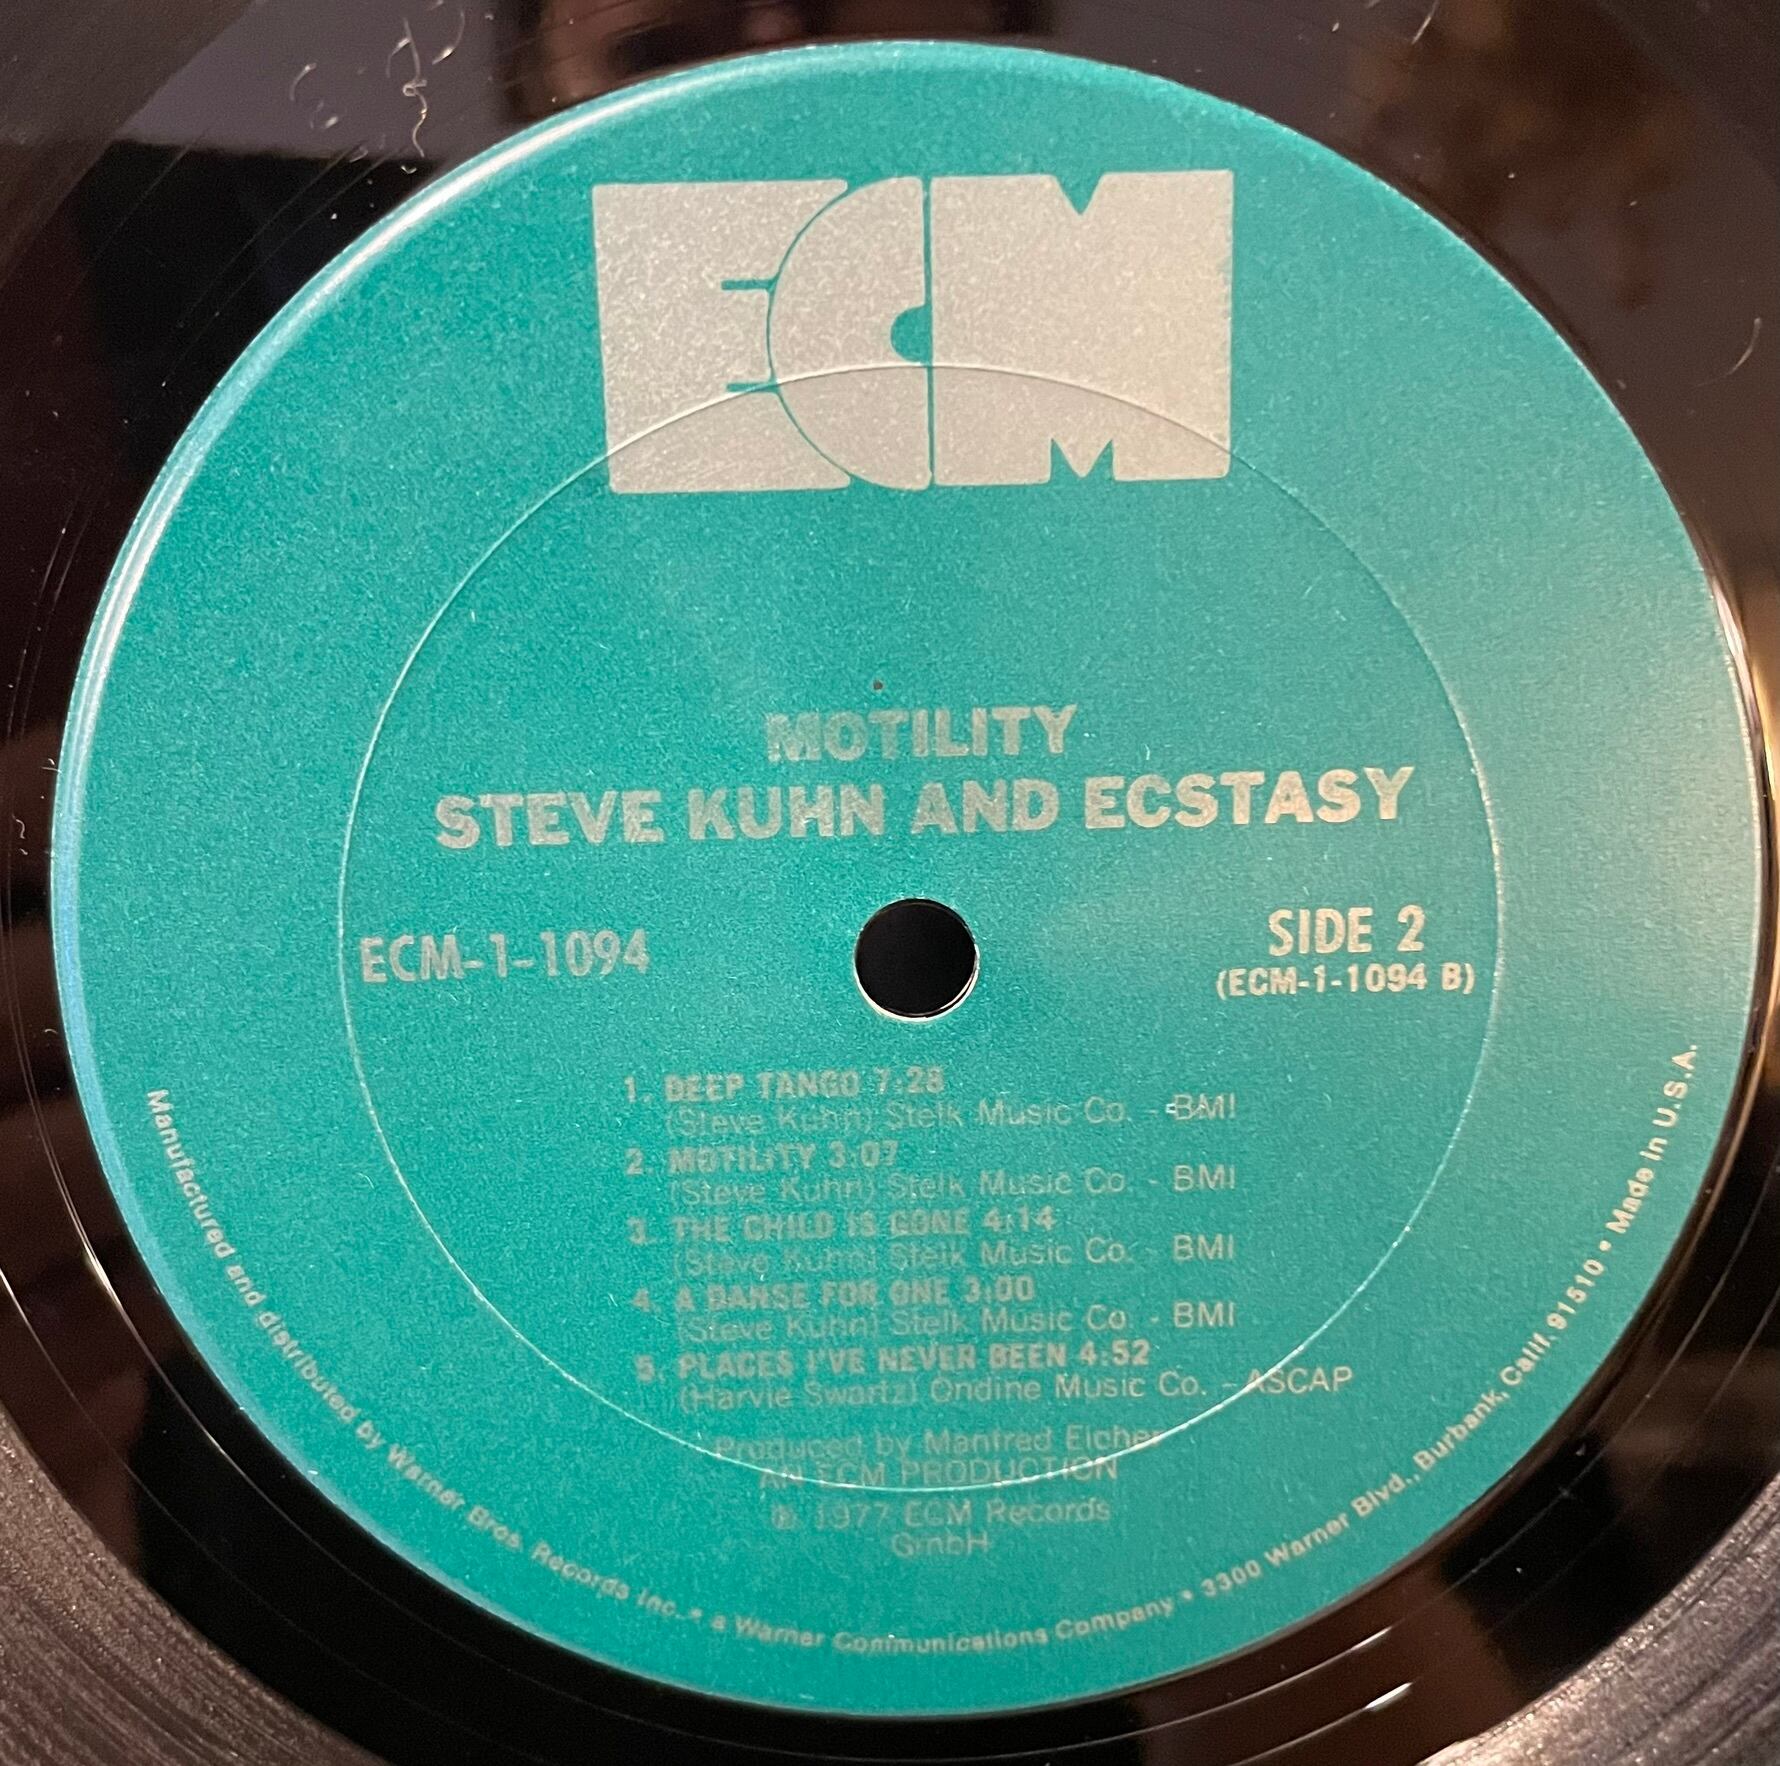 ECM
MOTILITY
STEVE KUHN AND ECSTASY
ECM-1-1094
SIDE 2
(ECM-1-1094 B)
1. DEEP TANGO 7:28
(Steve Kuhn) Stelk Music Co. - BMI
2. MOTILITY 3:07
(Steve Kuhn) Stelk Music Co. - BMI
3. THE CHILD IS GONE 4:14
(Steve Kuhn) Stelk Music Co. - BMI
4. A DANSE FOR ONE 3:00
(Steve Kuhn) Stelk Music Co. - BMI
5. PLACES I'VE NEVER BEEN 4:52
(Harvie Swartz) Ondine Music Co. - ASCAP
Produced by Manfred Eicher
AN ECM PRODUCTION
℗ 1977 ECM Records
GmbH
Manufactured and distributed by Warner Bros. Records Inc. • a Warner Communications Company • 3300 Warner Blvd., Burbank, Calif. 91510 • Made in U.S.A.